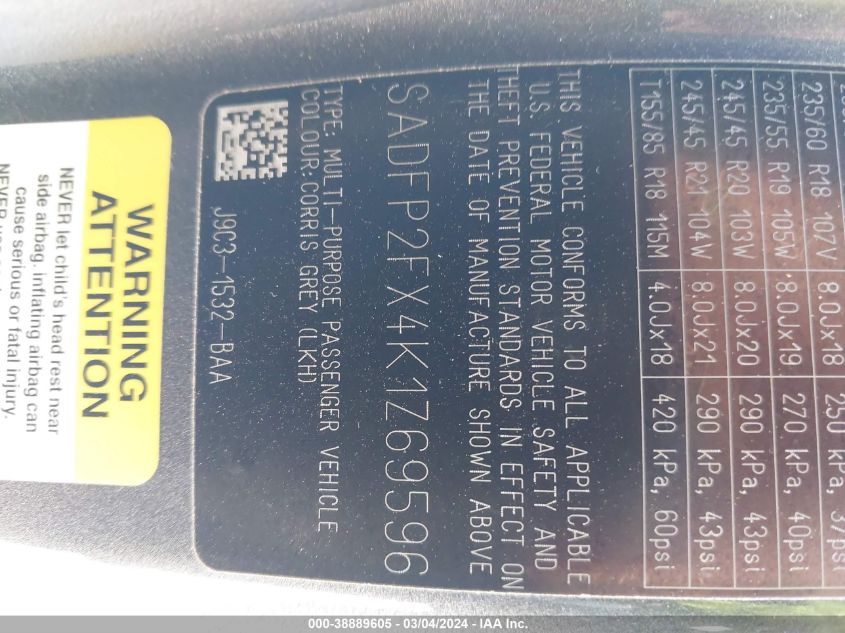 T155/85 R18 115M 4.0Jx18 420 kPa, 60psi
245/45 R21 104W 8.0Jx21 290 kPa, 43psi
245/45 R20 103W 8.0Jx20 290 kPa, 43psi
235/55 R19 105W 8.0Jx19 270 kPa, 40psi
235/60 R18 107V 8.0Jx18 250 kPa, 37psi
THIS VEHICLE CONFORMS TO ALL APPLICABLE
U.S. FEDERAL MOTOR VEHICLE SAFETY AND
THEFT PREVENTION STANDARDS IN EFFECT ON
THE DATE OF MANUFACTURE SHOWN ABOVE
SADFP2FX4K1Z69596
TYPE: MULTI-PURPOSE PASSENGER VEHICLE
COLOUR:CORRIS GREY (LKH)
J9C3-1532-BAA
WARNING
ATTENTION
NEVER let child's head rest near
side airbag. inflating airbag can
cause serious or fatal injury.
NEVER
000-38889605 - 03/04/2024 - IAA Inc.